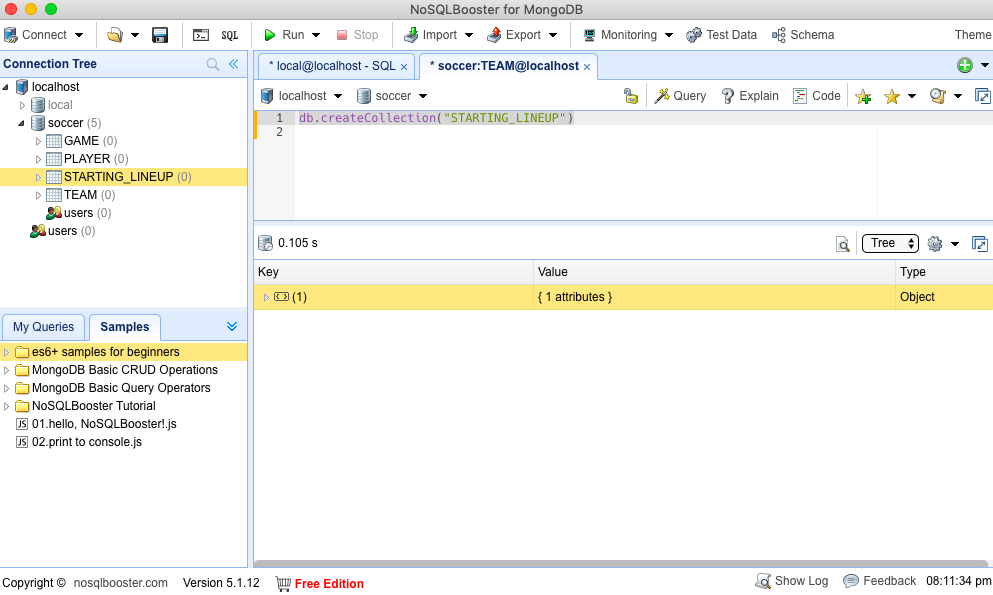 NoSQLBooster for MongoDB
Connect SQL Run Stop Import Export Monitoring Test Data Schema Theme
Connection Tree
localhost
local
soccer (5)
GAME (0)
PLAYER (0)
STARTING_LINEUP (0)
TEAM (0)
users (0)
users (0)
My Queries Samples
es6+ samples for beginners
MongoDB Basic CRUD Operations
MongoDB Basic Query Operators
NoSQLBooster Tutorial
JS 01.hello, NoSQLBooster!.js
JS 02.print to console.js
* local@localhost - SQL × * soccer:TEAM@localhost ×
localhost soccer Query Explain Code
1 db.createCollection("STARTING_LINEUP")
2
0.105 s Tree
Key Value Type
(1) { 1 attributes } Object
Copyright © nosqlbooster.com Version 5.1.12 Free Edition Show Log Feedback 08:11:34 pm